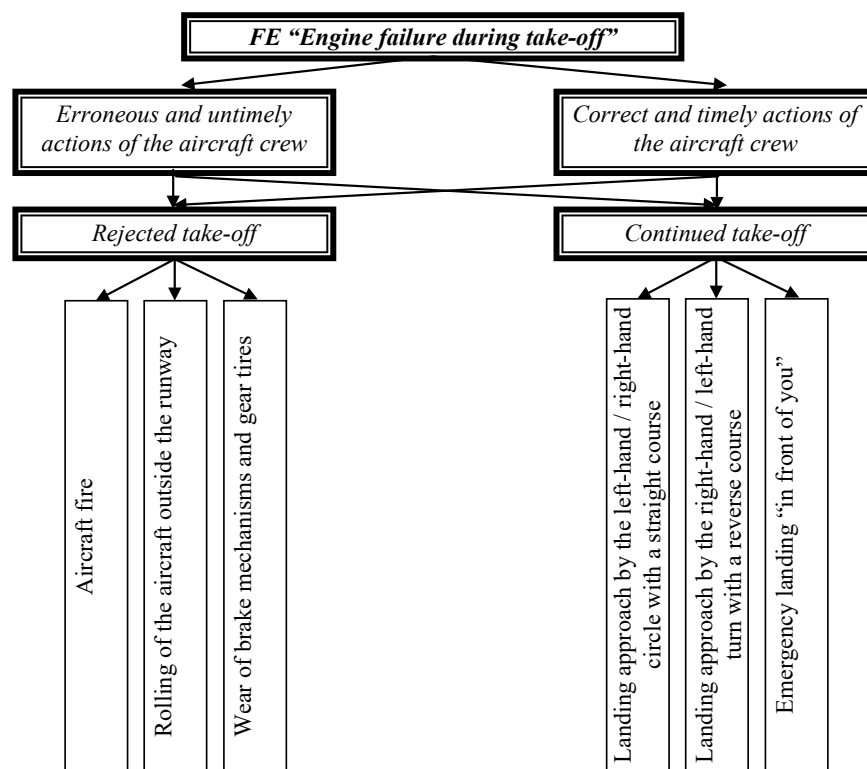 FE “Engine failure during take-off”
Erroneous and untimely
actions of the aircraft crew
Correct and timely actions of
the aircraft crew
Rejected take-off
Continued take-off
Aircraft fire
Rolling of the aircraft outside the runway
Wear of brake mechanisms and gear tires
Landing approach by the left-hand / right-hand
circle with a straight course
Landing approach by the right-hand / left-hand
turn with a reverse course
Emergency landing “in front of you”